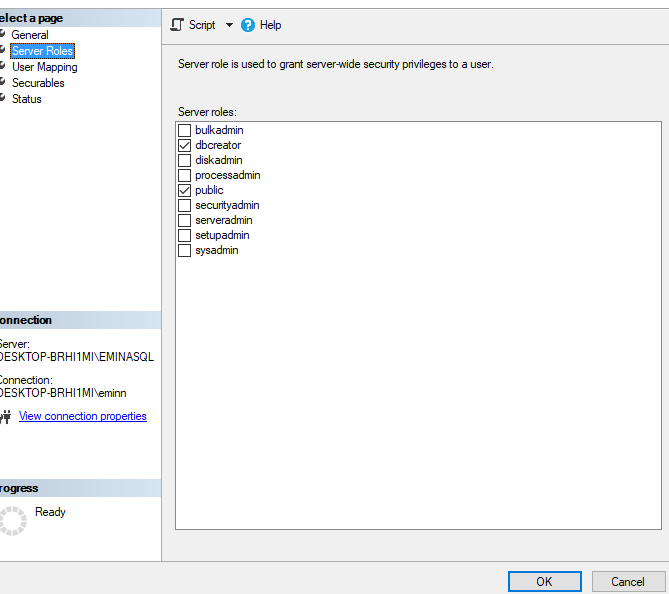 elect a page
General
Server Roles
User Mapping
Securables
Status
Script
Help
Server role is used to grant server-wide security privileges to a user.
Server roles:
bulkadmin
dbcreator
diskadmin
processadmin
public
securityadmin
serveradmin
setupadmin
sysadmin
onnection
Server:
DESKTOP-BRHI1MI\EMINASQL
Connection:
DESKTOP-BRHI1MI\eminn
View connection properties
rogress
Ready
OK
Cancel